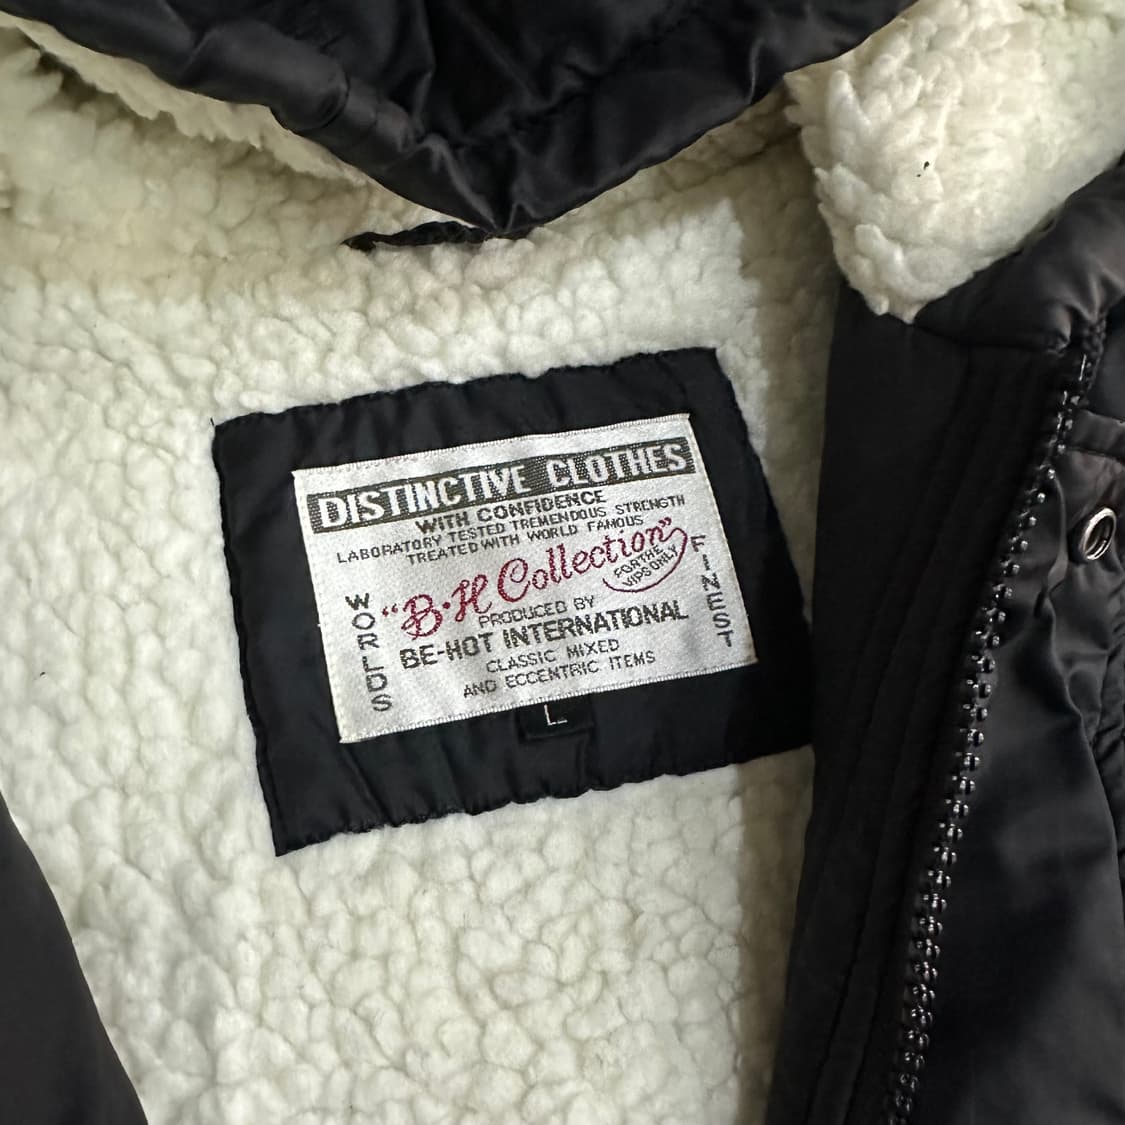 DISTINCTIVE CLOTHES
WITH CONFIDENCE
LABORATORY TESTED TREMENDOUS STRENGTH
TREATED WITH WORLD FAMOUS
"B·H Collection"
FOR THE
VIPS ONLY
WORLDS
FINEST
PRODUCED BY
BE-HOT INTERNATIONAL
CLASSIC MIXED
AND ECCENTRIC ITEMS
L